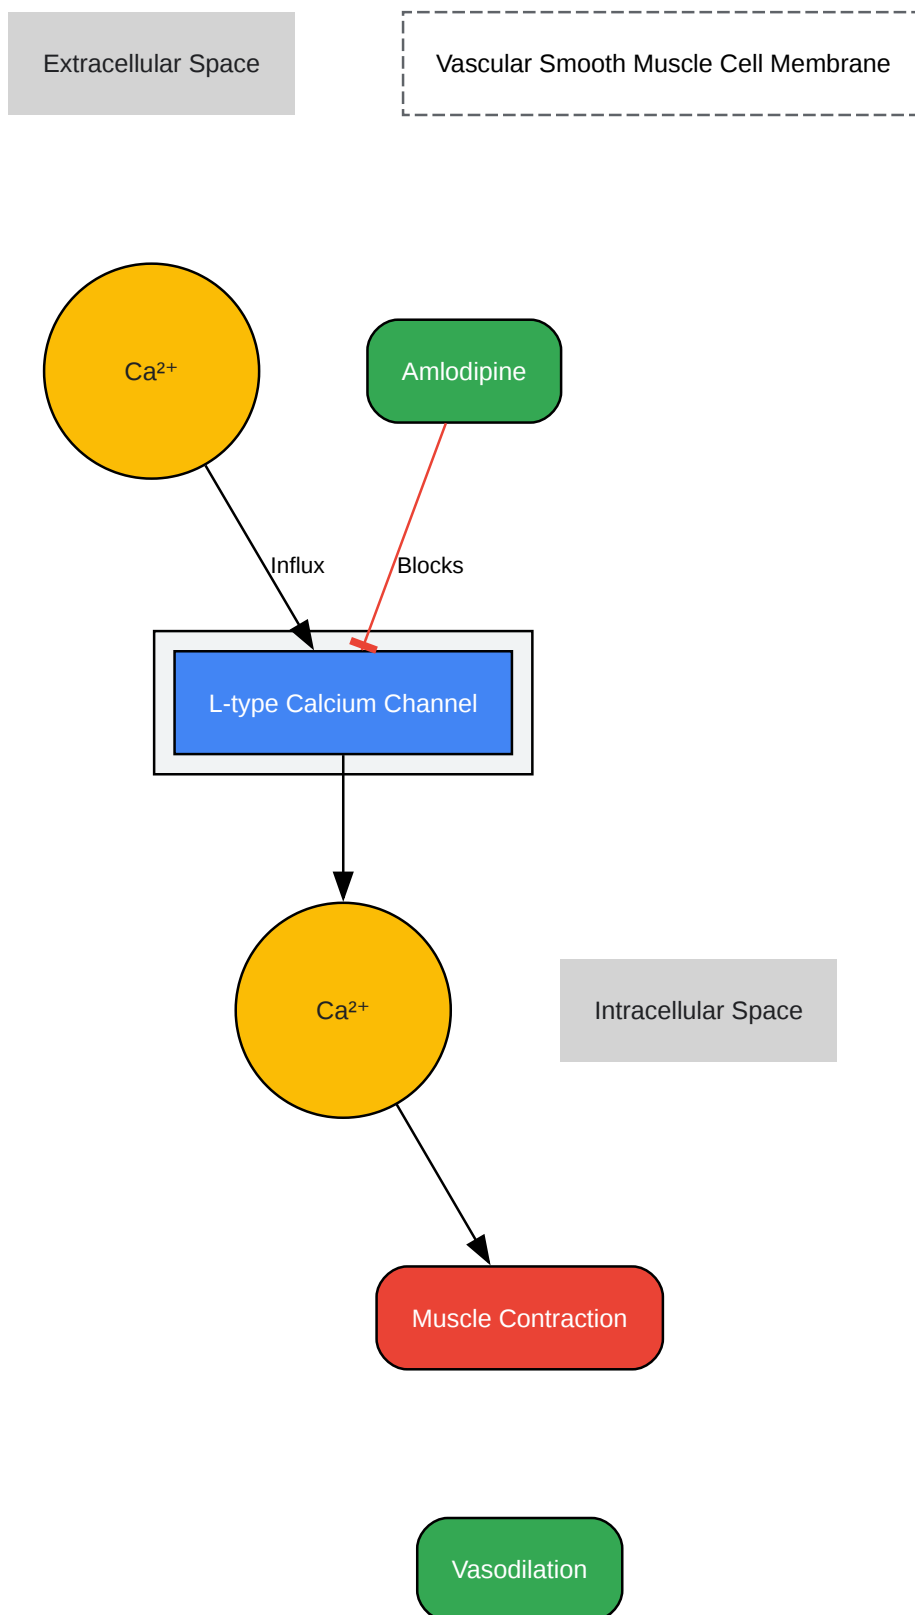 Extracellular Space
Vascular Smooth Muscle Cell Membrane
Ca²⁺
Amlodipine
Influx
Blocks
L-type Calcium Channel
Ca²⁺
Intracellular Space
Muscle Contraction
Vasodilation